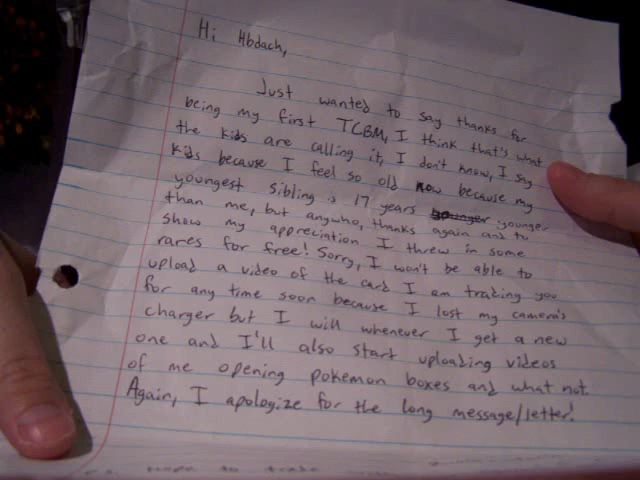 Hi Hbdach,
Just wanted to say thanks for
being my first TCBM, I think that's what
the kids are calling it, I don't know, I say
kids because I feel so old now because my
youngest sibling is 17 years younger younger
than me, but anywho, thanks again and to
show my appreciation I threw in some
rares for free! Sorry, I won't be able to
upload a video of the card I am trading you
for any time soon because I lost my camera's
charger but I will whenever I get a new
one and I'll also start uploading videos
of me opening pokemon boxes and what not.
Again, I apologize for the long message/letter!